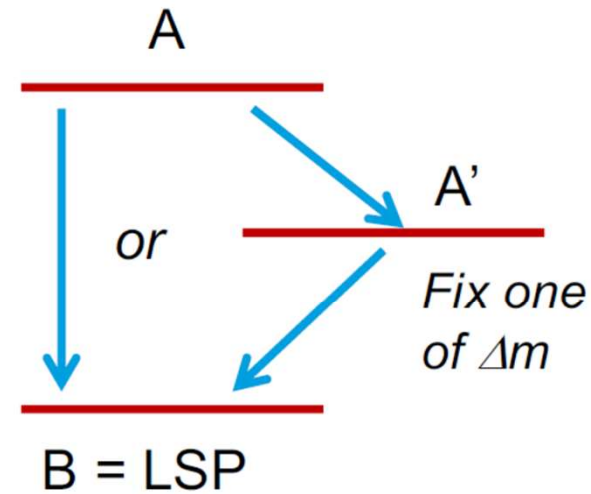 A
A’
or
Fix one
of Δm
B = LSP